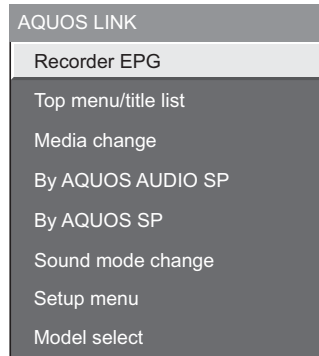 AQUOS LINK
Recorder EPG
Top menu/title list
Media change
By AQUOS AUDIO SP
By AQUOS SP
Sound mode change
Setup menu
Model select